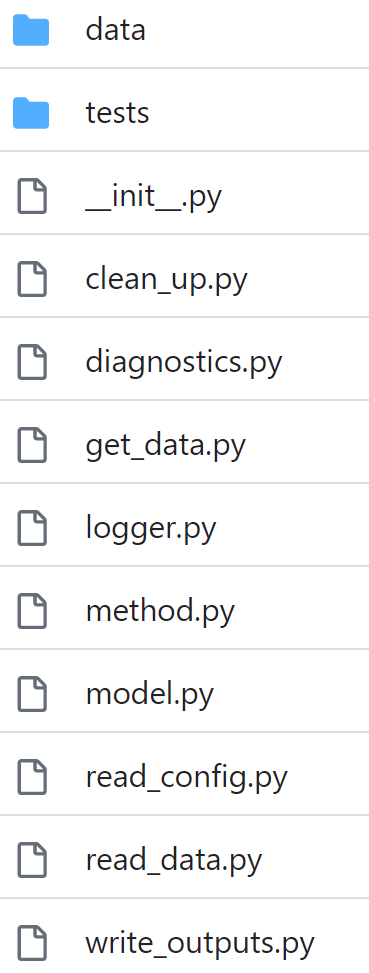 data
tests
__init__.py
clean_up.py
diagnostics.py
get_data.py
logger.py
method.py
model.py
read_config.py
read_data.py
write_outputs.py